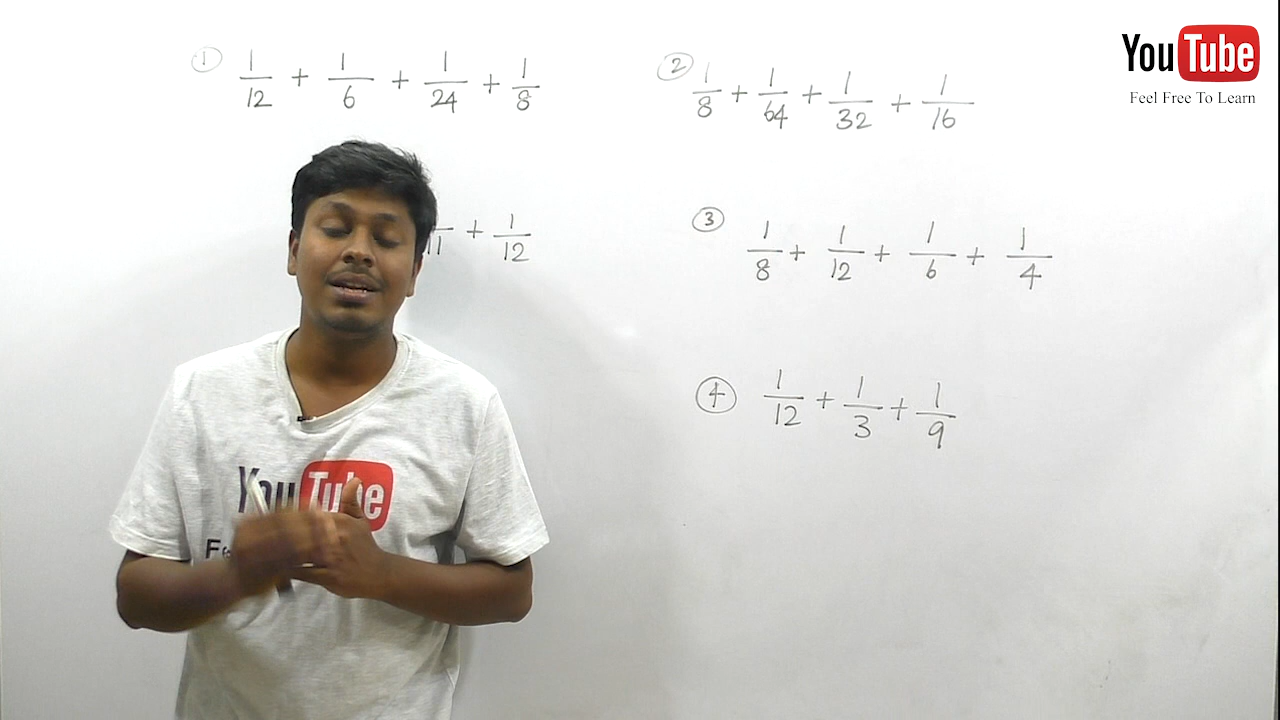 ① 1/12 + 1/6 + 1/24 + 1/8
② 1/8 + 1/64 + 1/32 + 1/16
YouTube
Feel Free To Learn
11 + 1/12
③ 1/8 + 1/12 + 1/6 + 1/4
④ 1/12 + 1/3 + 1/9
YouTube
F